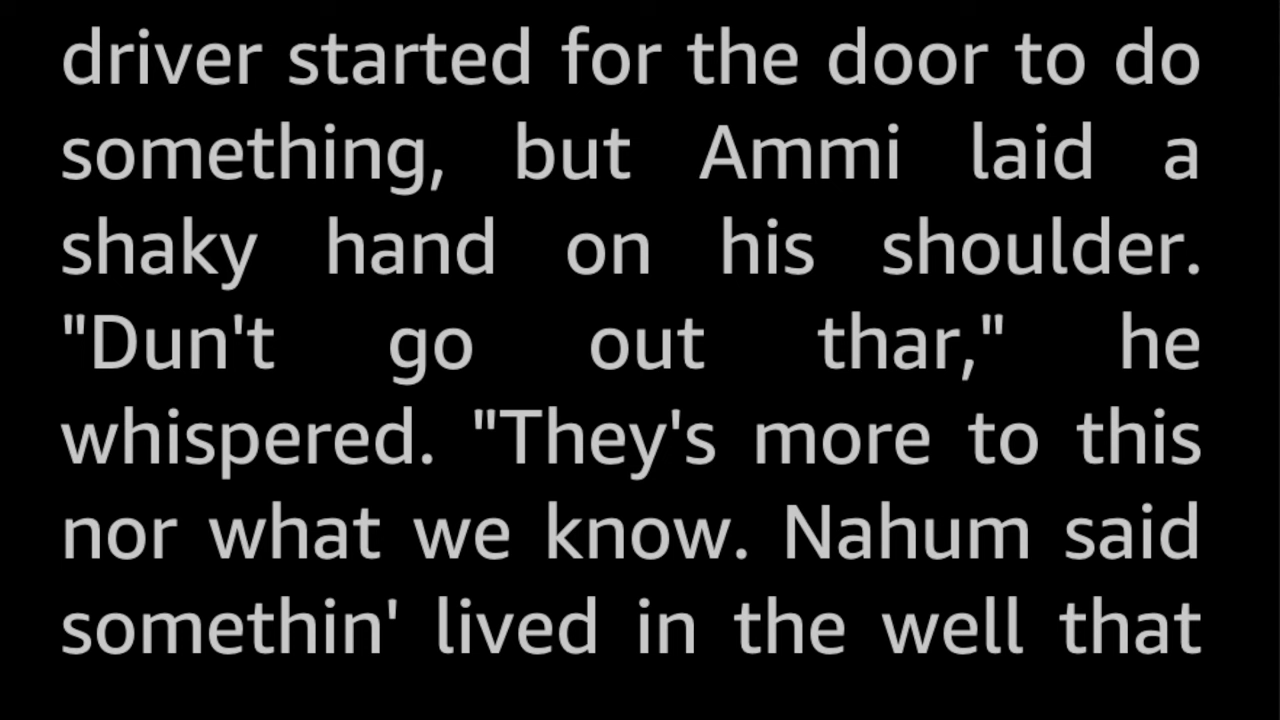 driver started for the door to do
something, but Ammi laid a
shaky hand on his shoulder.
"Dun't go out thar," he
whispered. "They's more to this
nor what we know. Nahum said
somethin' lived in the well that